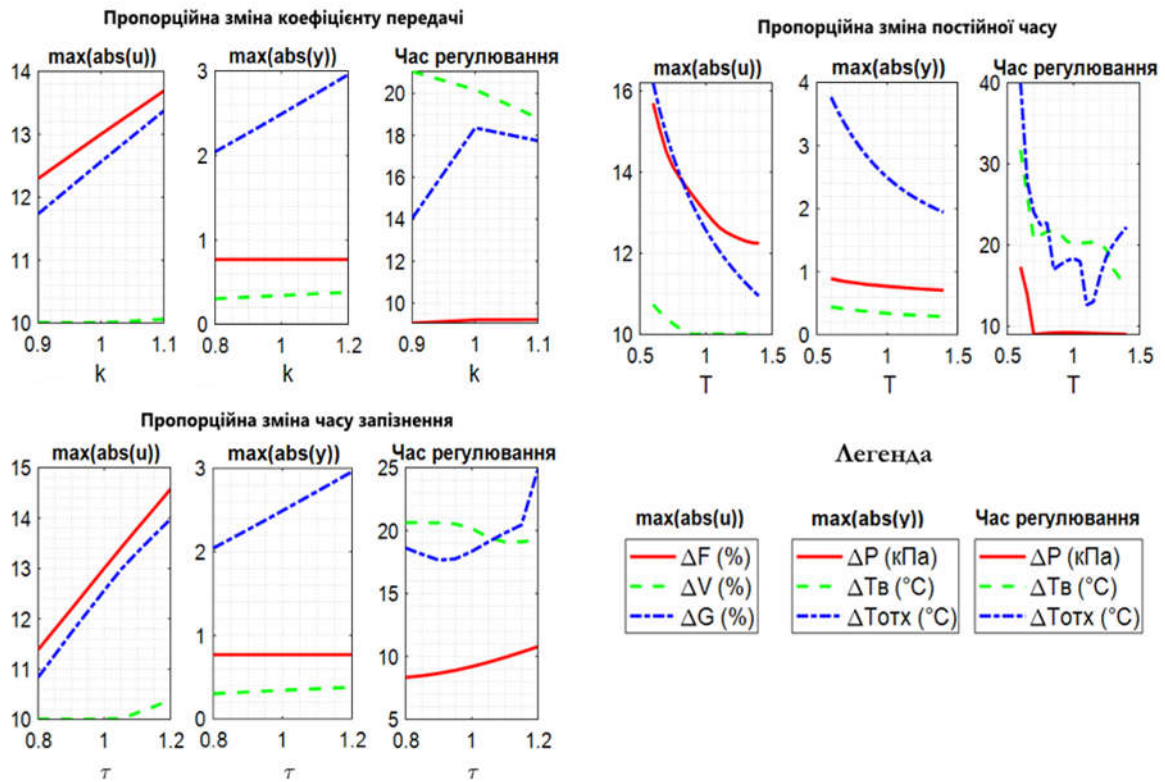 Пропорційна зміна коефіцієнту передачі
max(abs(u))
max(abs(y))
Час регулювання
14
13
12
11
10
0.9
1
1.1
k
3
2
1
0
0.8
1
1.2
k
20
18
16
14
12
10
0.9
1
1.1
k
Пропорційна зміна постійної часу
max(abs(u))
max(abs(y))
Час регулювання
16
14
12
10
0.5
1
1.5
T
4
3
2
1
0
0.5
1
1.5
T
40
30
20
10
0.5
1
1.5
T
Пропорційна зміна часу запізнення
max(abs(u))
max(abs(y))
Час регулювання
15
14
13
12
11
10
0.8
1
1.2
τ
3
2
1
0
0.8
1
1.2
τ
25
20
15
10
5
0.8
1
1.2
τ
Легенда
max(abs(u))
ΔF (%)
ΔV (%)
ΔG (%)
max(abs(y))
ΔP (кПа)
ΔTв (°C)
ΔTотх (°C)
Час регулювання
ΔP (кПа)
ΔTв (°C)
ΔTотх (°C)